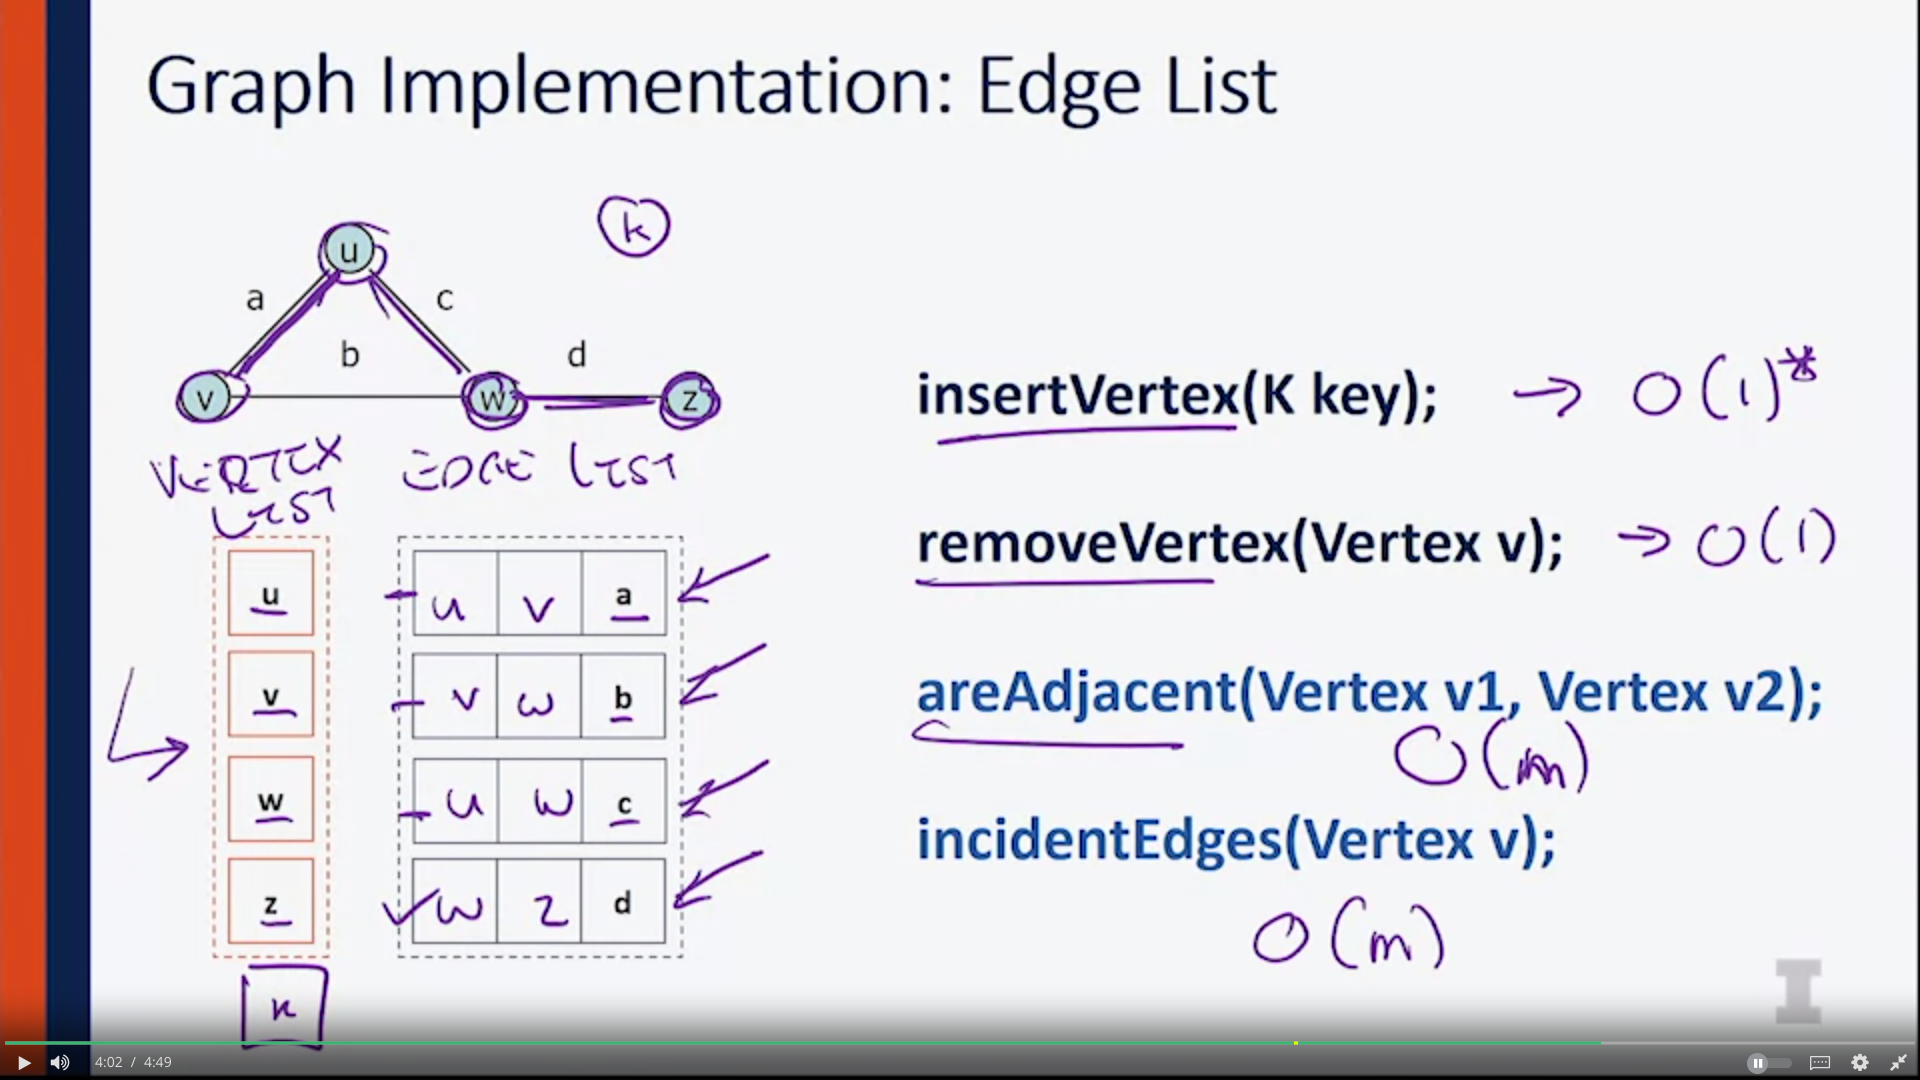 Graph Implementation: Edge List
k
u
a c
b d
v w z
VERTEX
LIST
EDGE LIST
u
v
w
z
k
u v a
v w b
u w c
w z d
insertVertex(K key); → O(1)*
removeVertex(Vertex v); → O(1)
areAdjacent(Vertex v1, Vertex v2);
O(m)
incidentEdges(Vertex v);
O(m)
I
4:02 / 4:49